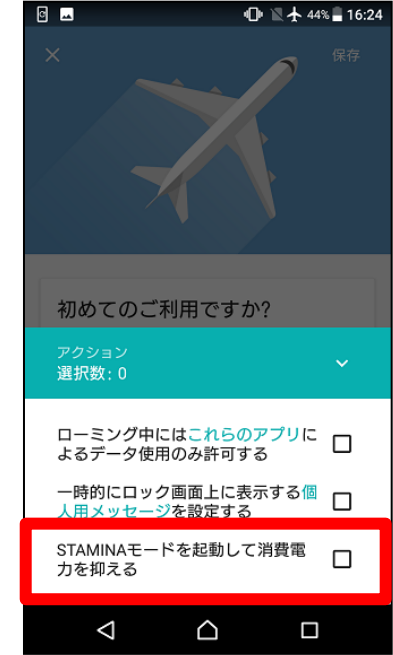 44% 16:24
保存
初めてのご利用ですか?
アクション
選択数: 0
ローミング中にはこれらのアプリに
よるデータ使用のみ許可する
一時的にロック画面上に表示する個
人用メッセージを設定する
STAMINAモードを起動して消費電
力を抑える